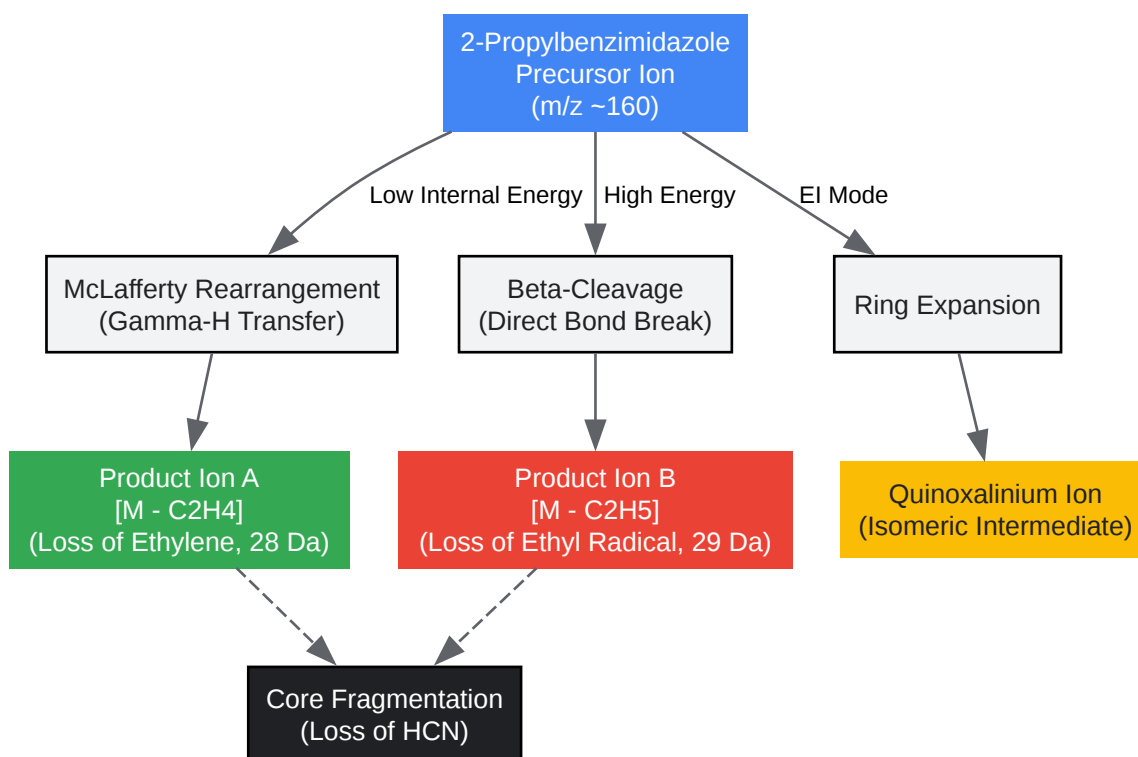 2-Propylbenzimidazole
Precursor Ion
(m/z ~160)
Low Internal Energy
High Energy
EI Mode
McLafferty Rearrangement
(Gamma-H Transfer)
Beta-Cleavage
(Direct Bond Break)
Ring Expansion
Product Ion A
[M - C2H4]
(Loss of Ethylene, 28 Da)
Product Ion B
[M - C2H5]
(Loss of Ethyl Radical, 29 Da)
Quinoxalinium Ion
(Isomeric Intermediate)
Core Fragmentation
(Loss of HCN)